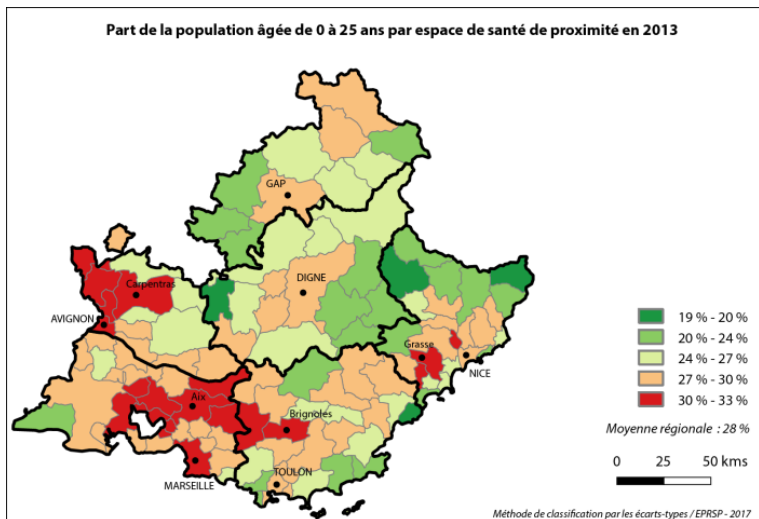 Part de la population âgée de 0 à 25 ans par espace de santé de proximité en 2013
GAP
Carpentras
DIGNE
AVIGNON
19 % - 20 %
20 % - 24 %
24 % - 27 %
27 % - 30 %
30 % - 33 %
Grasse
NICE
Aix
Brignoles
Moyenne régionale : 28 %
MARSEILLE
TOULON
0 25 50 kms
Méthode de classification par les écarts-types / EPRSP - 2017